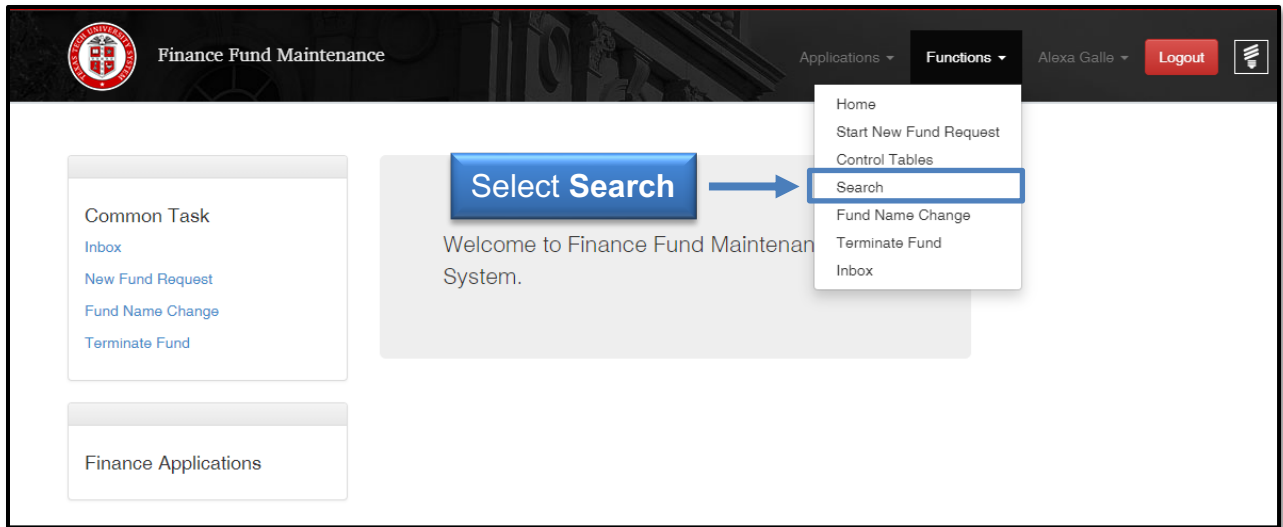 Finance Fund Maintenance
Applications
Functions
Alexa Galle
Logout
Home
Start New Fund Request
Control Tables
Search
Fund Name Change
Terminate Fund
Inbox
Select Search
Welcome to Finance Fund Maintenan
System.
Common Task
Inbox
New Fund Request
Fund Name Change
Terminate Fund
Finance Applications